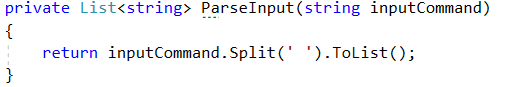 private List<string> ParseInput(string inputCommand)
{
    return inputCommand.Split(' ').ToList();
}